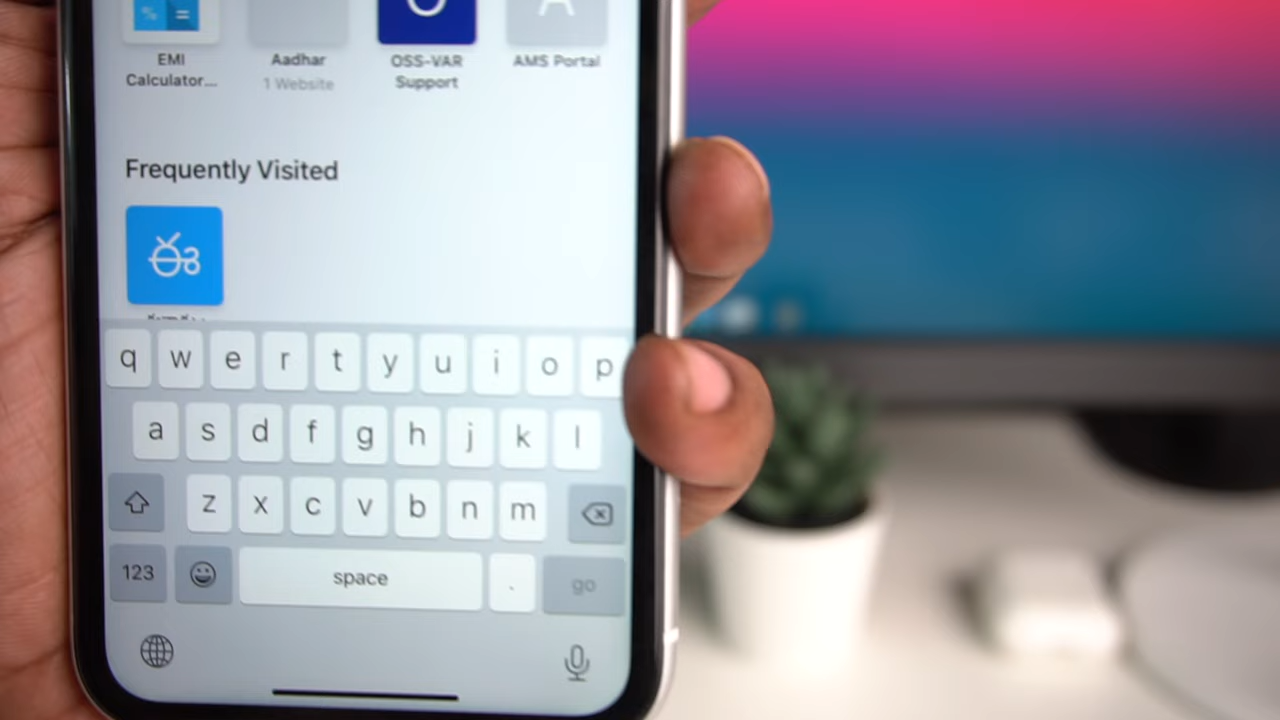 % =
EMI Aadhar OSS-VAR AMS Portal
Calculator... 1 Website Support
Frequently Visited
q w e r t y u i o p
a s d f g h j k l
z x c v b n m
123 space . go